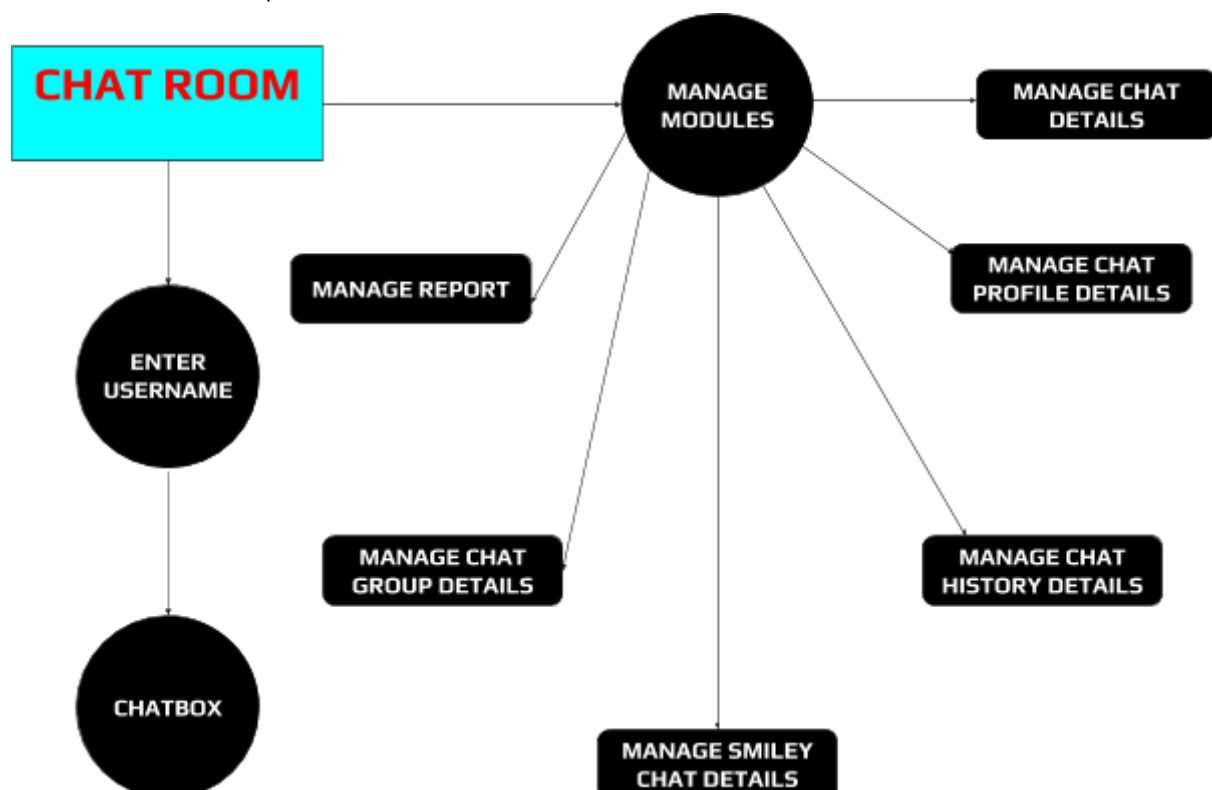 CHAT ROOM
MANAGE
MODULES
MANAGE CHAT
DETAILS
MANAGE REPORT
MANAGE CHAT
PROFILE DETAILS
ENTER
USERNAME
MANAGE CHAT
GROUP DETAILS
MANAGE CHAT
HISTORY DETAILS
CHATBOX
MANAGE SMILEY
CHAT DETAILS